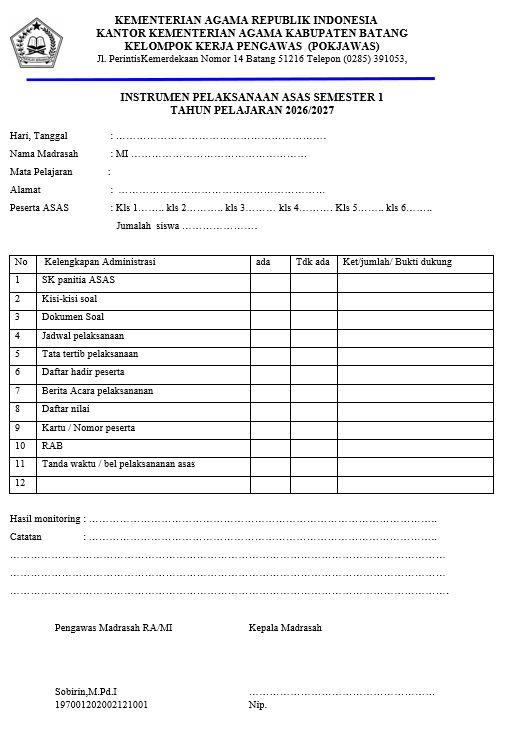 KEMENTERIAN AGAMA REPUBLIK INDONESIA
KANTOR KEMENTERIAN AGAMA KABUPATEN BATANG
KELOMPOK KERJA PENGAWAS (POKJAWAS)
Jl. PerintisKemerdekaan Nomor 14 Batang 51216 Telepon (0285) 391053,
INSTRUMEN PELAKSANAAN ASAS SEMESTER 1
TAHUN PELAJARAN 2026/2027
Hari, Tanggal : ……………………………………………………
Nama Madrasah : MI ……………………………………………
Mata Pelajaran :
Alamat : ……………………………………………………
Peserta ASAS : Kls 1…….. kls 2……….. kls 3……… kls 4………. Kls 5…….. kls 6……..
Jumalah siswa ………………….
No Kelengkapan Administrasi ada Tdk ada Ket/jumlah/ Bukti dukung
1 SK panitia ASAS
2 Kisi-kisi soal
3 Dokumen Soal
4 Jadwal pelaksanaan
5 Tata tertib pelaksanaan
6 Daftar hadir peserta
7 Berita Acara pelaksananan
8 Daftar nilai
9 Kartu / Nomor peserta
10 RAB
11 Tanda waktu / bel pelaksananan asas
12
Hasil monitoring : ………………………………………………………………………………………..
Catatan : ………………………………………………………………………………………..
………………………………………………………………………………………………………………
………………………………………………………………………………………………………………
……………………………………………………………………………………………………………….
Pengawas Madrasah RA/MI Kepala Madrasah
Sobirin,M.Pd.I ………………………………………………
197001202002121001 Nip.